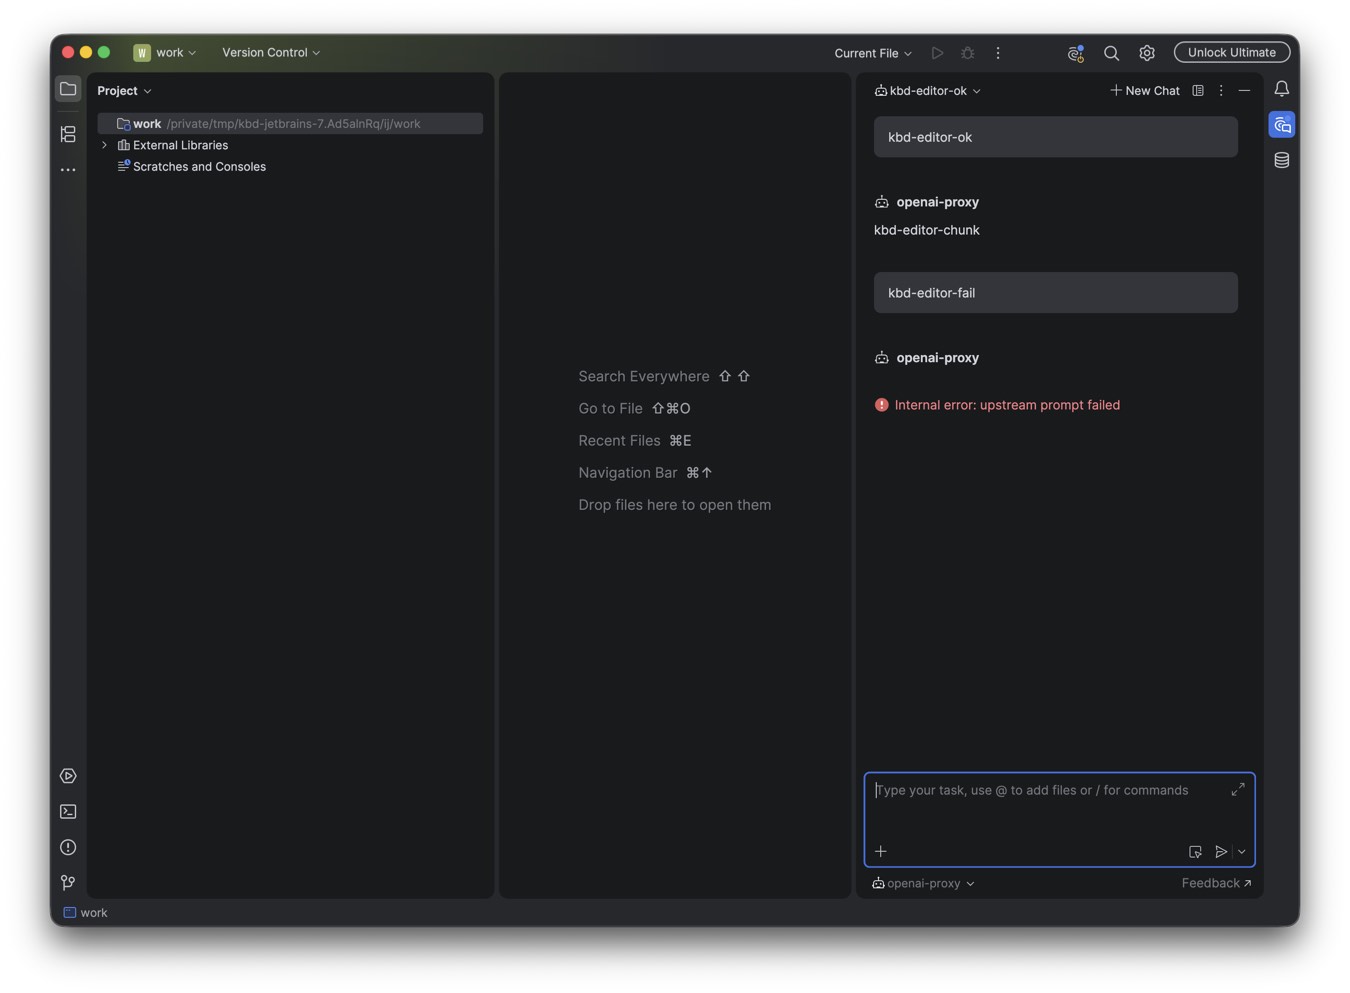 W work
Version Control
Current File
Unlock Ultimate
Project
work /private/tmp/kbd-jetbrains-7.Ad5alnRq/ij/work
External Libraries
Scratches and Consoles
Search Everywhere ⇧ ⇧
Go to File ⇧⌘O
Recent Files ⌘E
Navigation Bar ⌘↑
Drop files here to open them
kbd-editor-ok
New Chat
kbd-editor-ok
openai-proxy
kbd-editor-chunk
kbd-editor-fail
openai-proxy
Internal error: upstream prompt failed
Type your task, use @ to add files or / for commands
openai-proxy
Feedback ↗
work